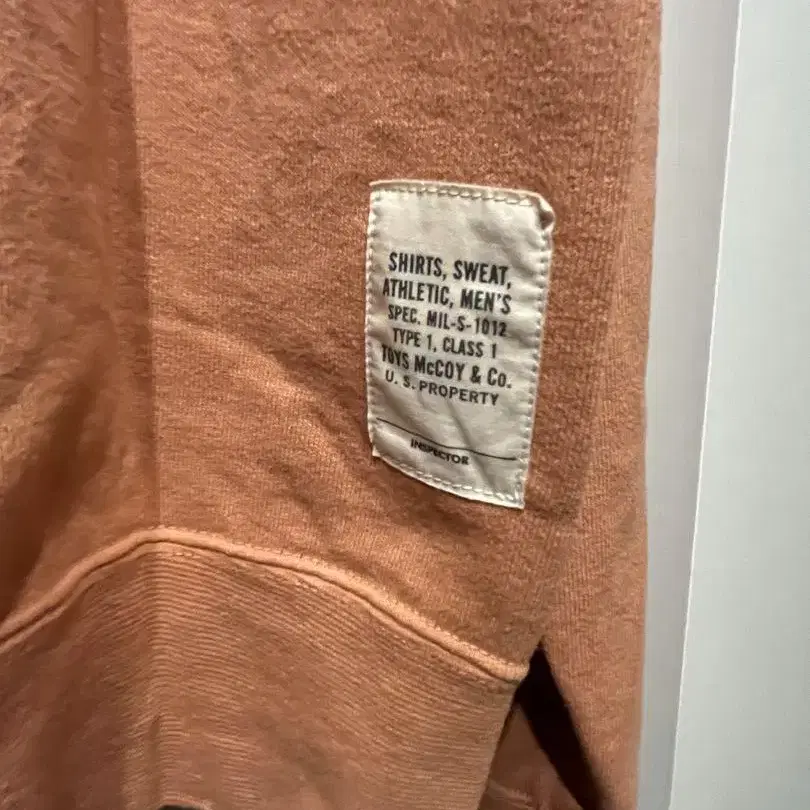 SHIRTS, SWEAT,
ATHLETIC, MEN'S
SPEC. MIL-S-1012
TYPE 1, CLASS 1
TOYS McCOY & Co.
U. S. PROPERTY
INSPECTOR